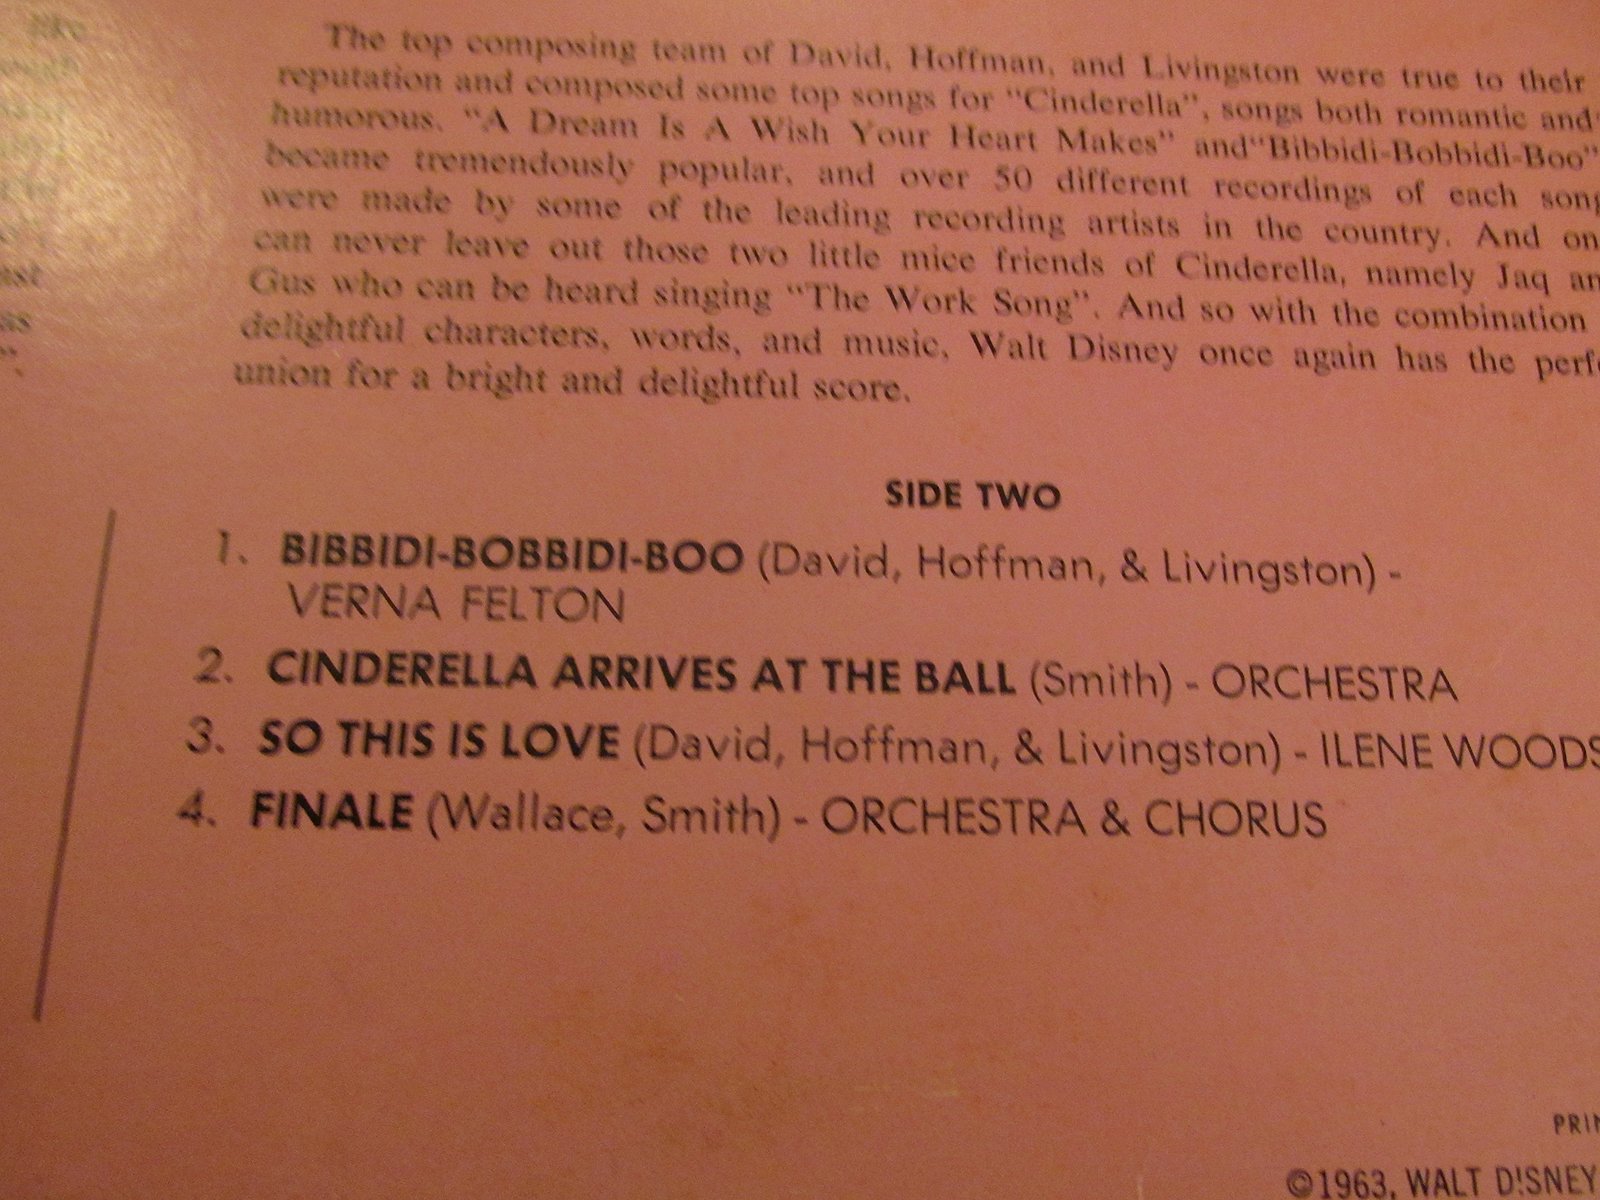 like
The top composing team of David, Hoffman, and Livingston were true to their
reputation and composed some top songs for "Cinderella", songs both romantic and
humorous. "A Dream Is A Wish Your Heart Makes" and"Bibbidi-Bobbidi-Boo"
became tremendously popular, and over 50 different recordings of each song
were made by some of the leading recording artists in the country. And
can never leave out those two little mice friends of Cinderella, namely Jaq
Gus who can be heard singing "The Work Song". And so with the combination
delightful characters, words, and music, Walt Disney once again has the
union for a bright and delightful score.
SIDE TWO
1. BIBBIDI-BOBBIDI-BOO (David, Hoffman, & Livingston) -
VERNA FELTON
2. CINDERELLA ARRIVES AT THE BALL (Smith) - ORCHESTRA
3. SO THIS IS LOVE (David, Hoffman, & Livingston) - ILENE WOODS
4. FINALE (Wallace, Smith) - ORCHESTRA & CHORUS
©1963, WALT DISNEY